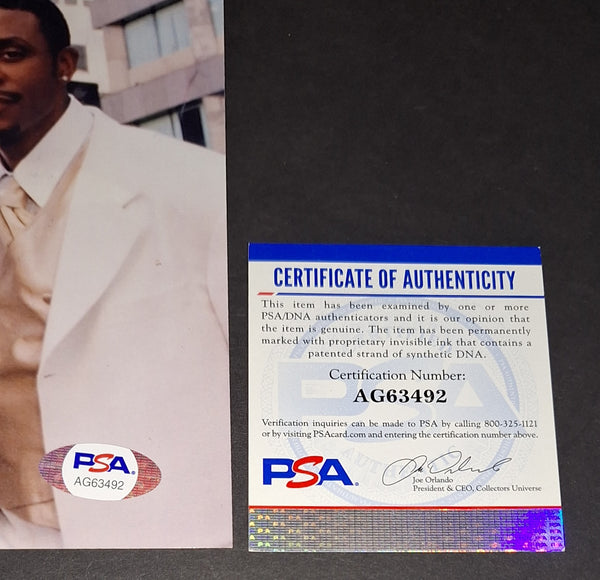 PSA.
AG63492
CERTIFICATE OF AUTHENTICITY
This item has been examined by one or more
PSA/DNA authenticators and it is our opinion that
the item is genuine. The item has been permanently
marked with proprietary invisible ink that contains a
patented strand of synthetic DNA.
Certification Number:
AG63492
Verification inquiries can be made to PSA by calling 800-325-1121
or by visiting PSAcard.com and entering the certification number above.
PSA.
Joe Orlando
President & CEO, Collectors Universe